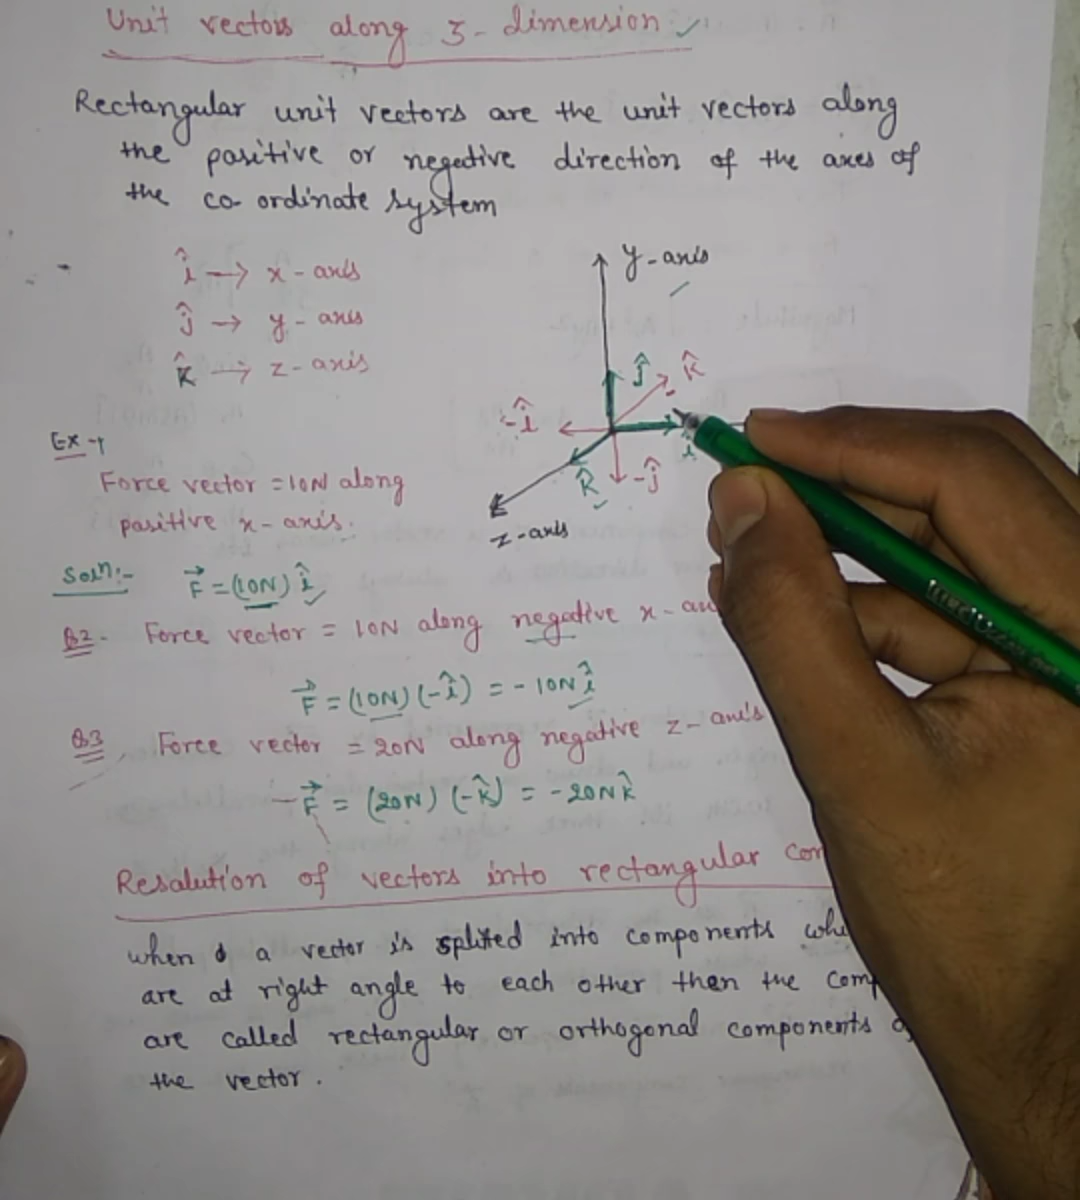 Unit vectors along 3-dimension
Rectangular unit vectors are the unit vectors along
the positive or negative direction of the axes of
the co-ordinate system
î → x-axis
ĵ → y-axis
k̂ → z-axis
y-axis
ĵ
k̂
-î
î
k̂
-ĵ
z-axis
Ex-1
Force vector = 10N along
positive x-axis.
Soln:- F⃗ = (10N) î
Q2- Force vector = 10N along negative x-
F⃗ = (10N) (-î) = -10N î
Q3 Force vector = 20N along negative z-axis
F⃗ = (20N) (-k̂) = -20N k̂
Resolution of vectors into rectangular
when a vector is splited into components
are at right angle to each other then the
are called rectangular or orthogonal components
the vector.